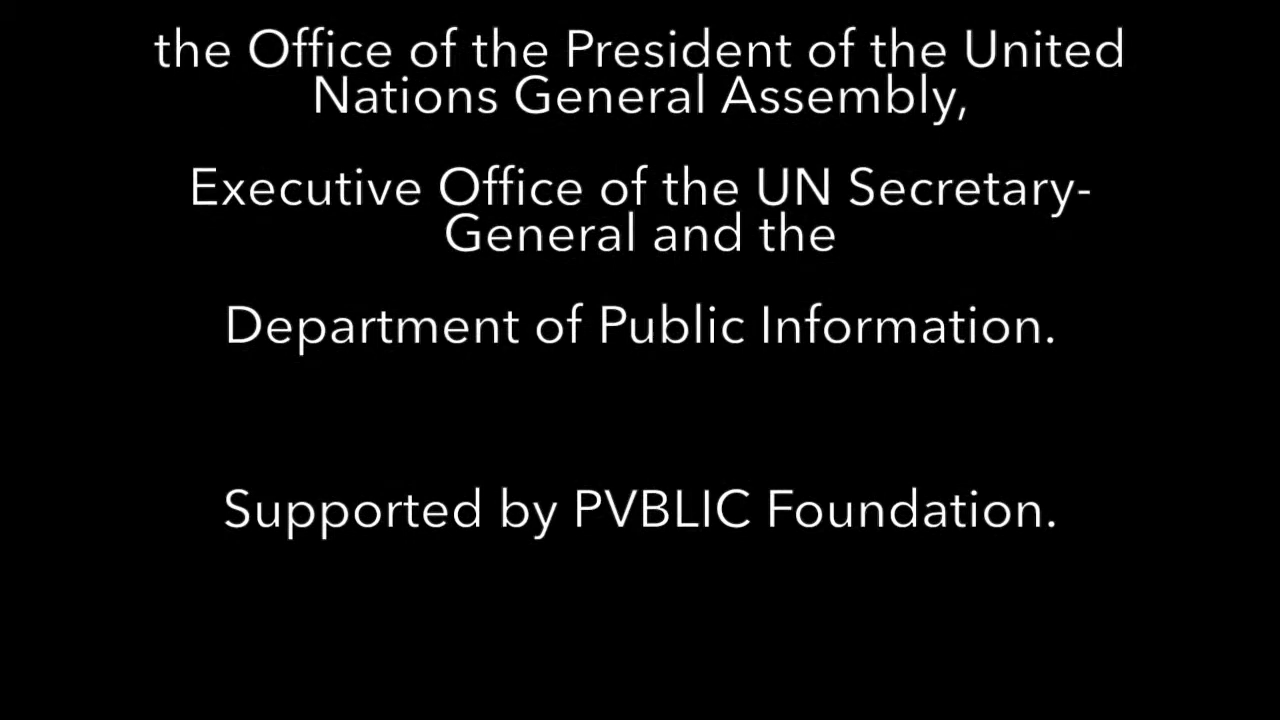 the Office of the President of the United
Nations General Assembly,
Executive Office of the UN Secretary-
General and the
Department of Public Information.
Supported by PVBLIC Foundation.